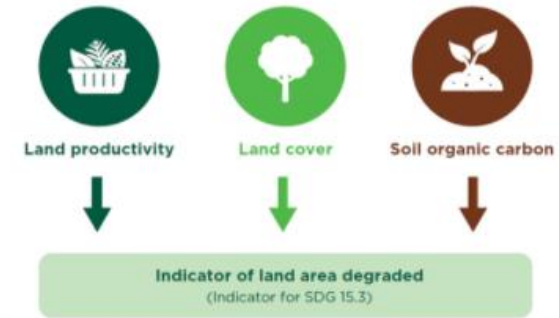 Land productivity
Land cover
Soil organic carbon
Indicator of land area degraded
(Indicator for SDG 15.3)